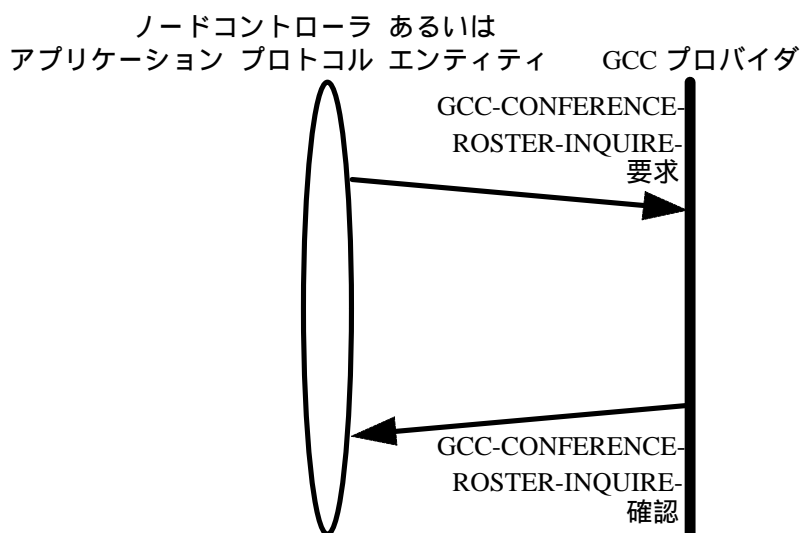 ノードコントローラ あるいは
アプリケーション プロトコル エンティティ
GCC プロバイダ
GCC-CONFERENCE-
ROSTER-INQUIRE-
要求
GCC-CONFERENCE-
ROSTER-INQUIRE-
確認